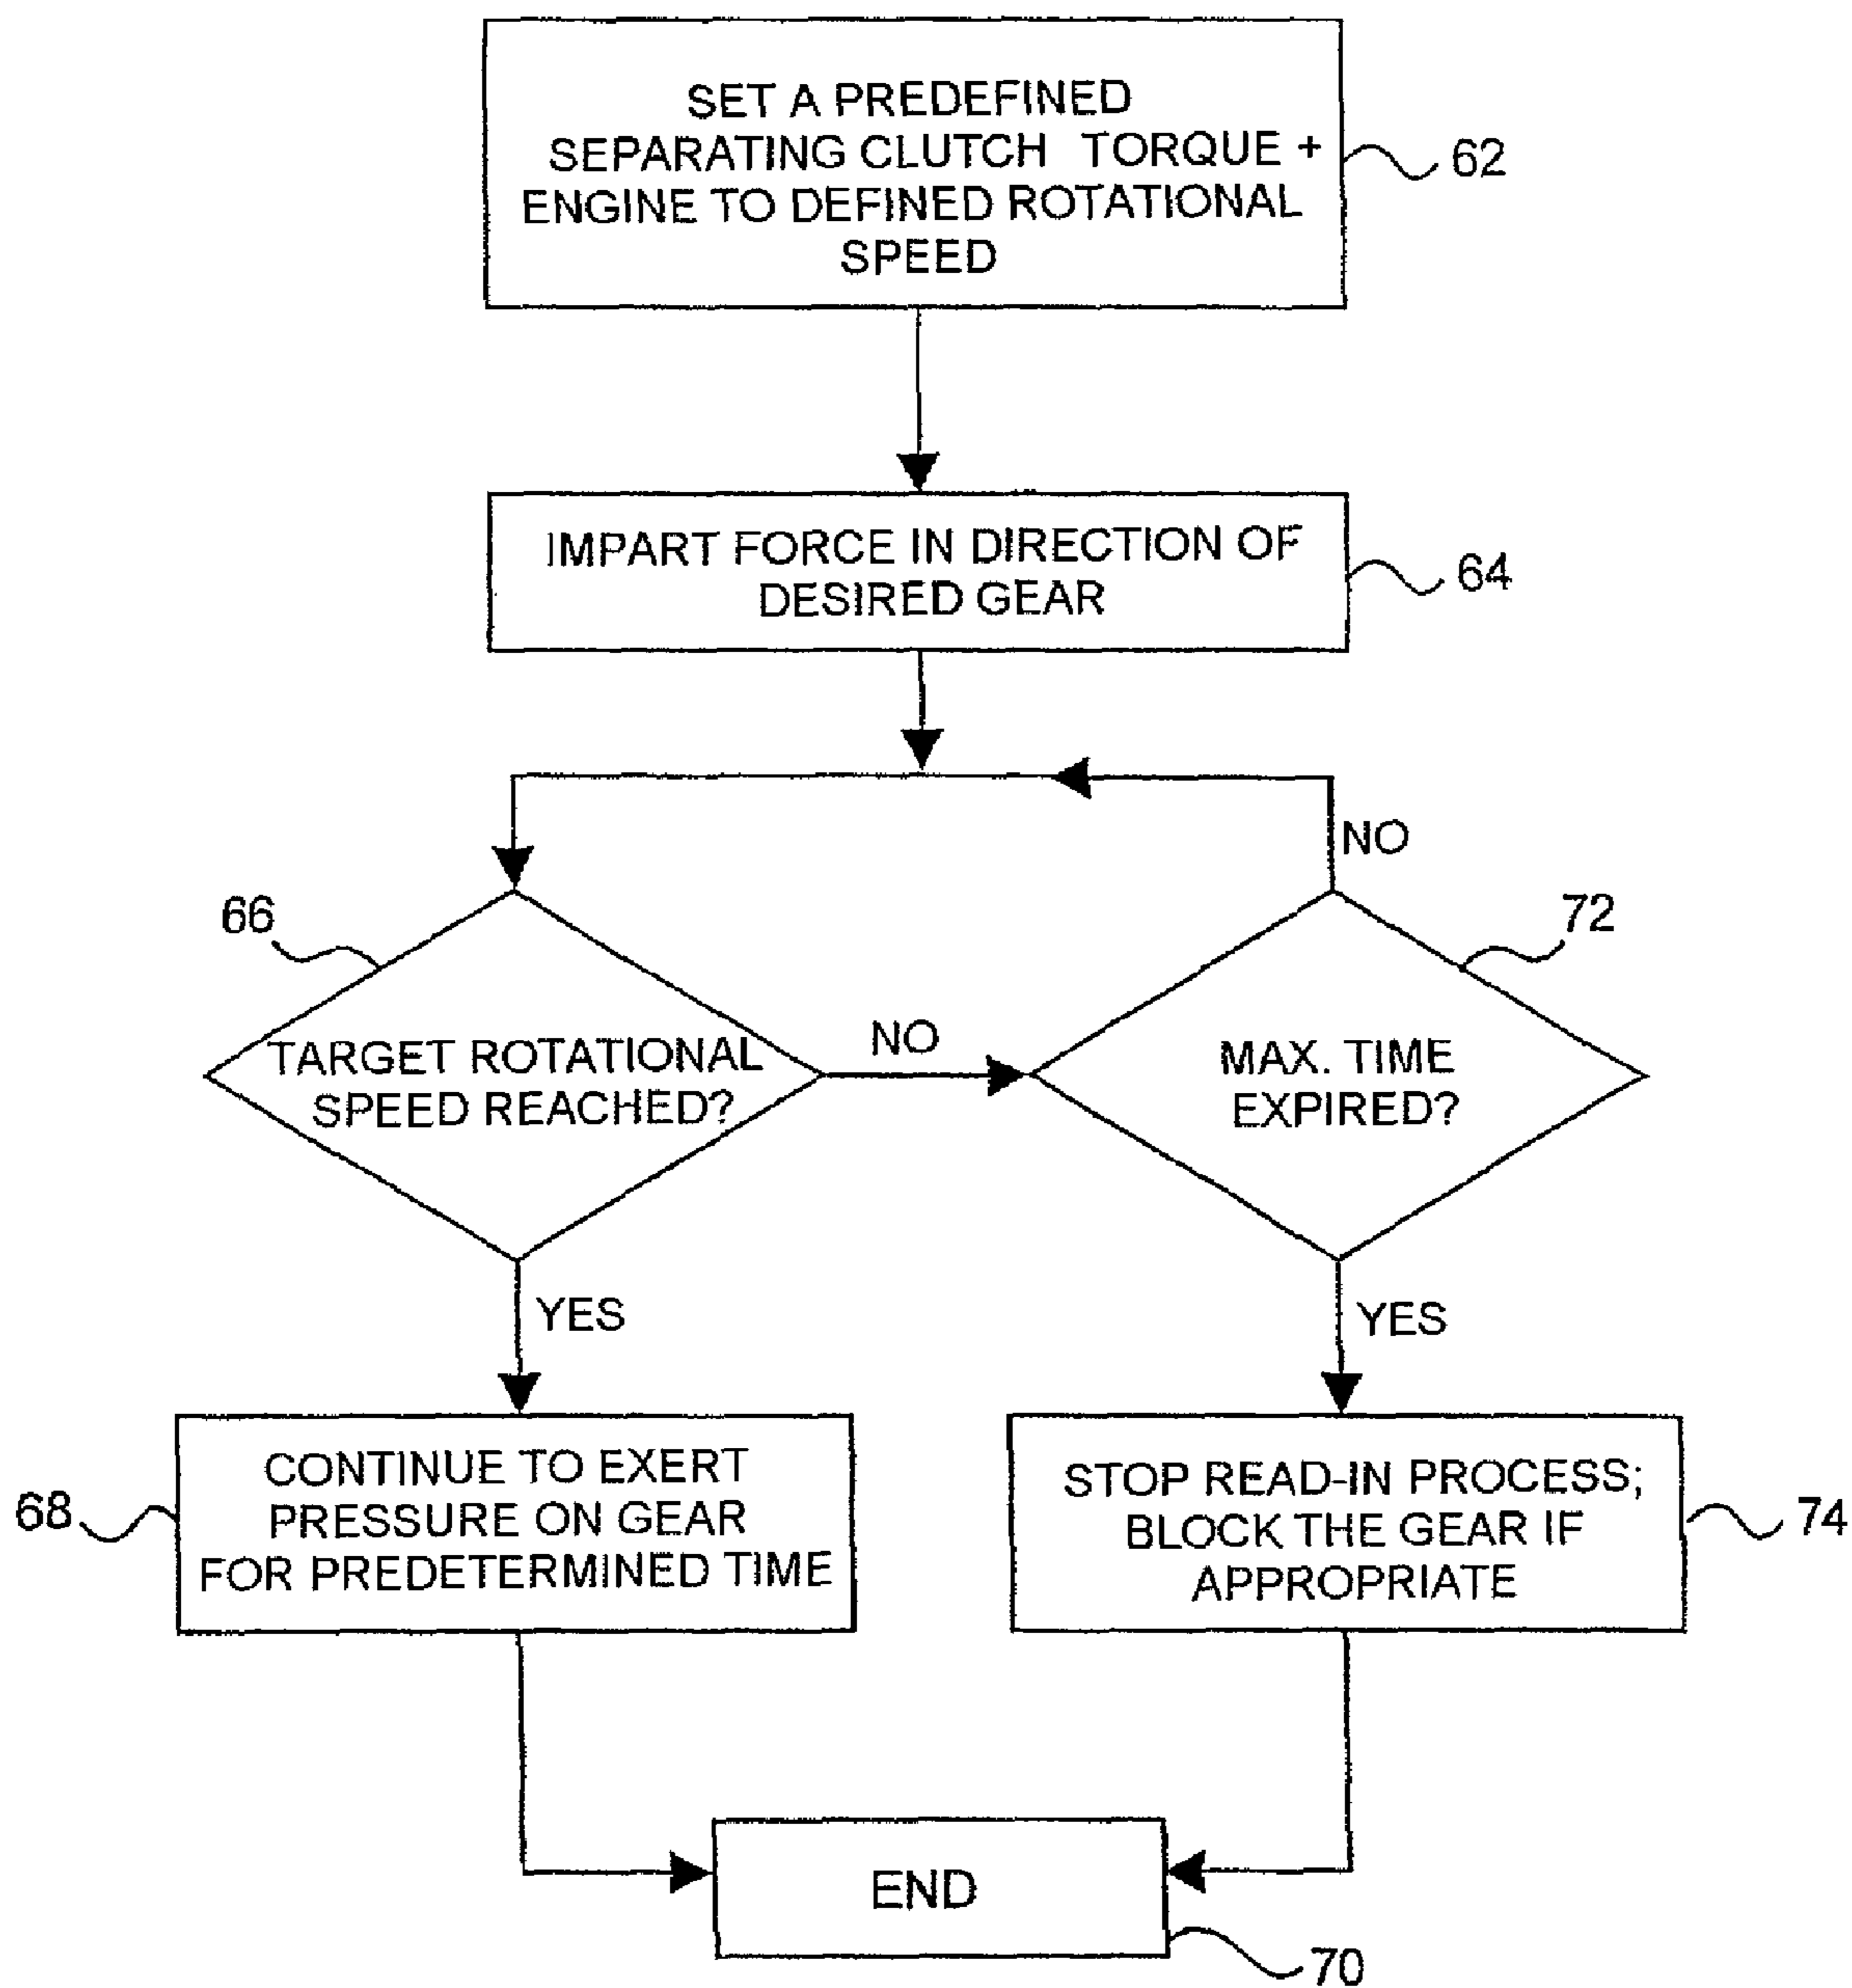 SET A PREDEFINED
SEPARATING CLUTCH TORQUE +
ENGINE TO DEFINED ROTATIONAL
SPEED
62
IMPART FORCE IN DIRECTION OF
DESIRED GEAR
64
NO
66
72
TARGET ROTATIONAL
SPEED REACHED?
NO
MAX. TIME
EXPIRED?
YES
YES
68
CONTINUE TO EXERT
PRESSURE ON GEAR
FOR PREDETERMINED TIME
STOP READ-IN PROCESS;
BLOCK THE GEAR IF
APPROPRIATE
74
END
70